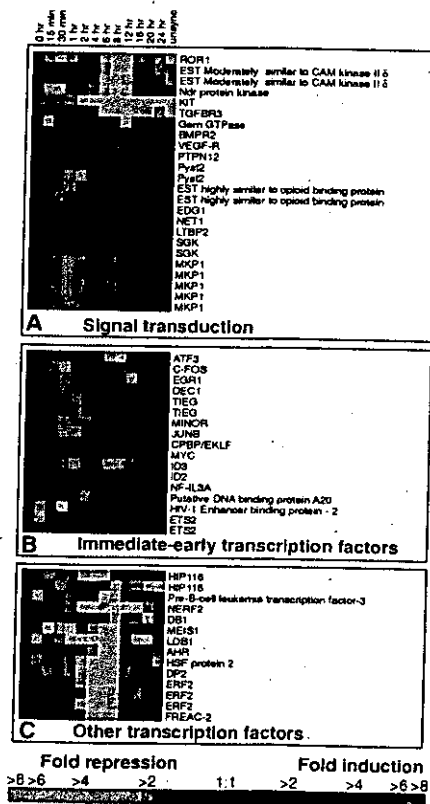 0 hr
15 min
30 min
1 hr
2 hr
4 hr
6 hr
8 hr
12 hr
16 hr
20 hr
24 hr
unsync
ROR1
EST Moderately similar to CAM kinase II δ
EST Moderately similar to CAM kinase II δ
Ndr protein kinase
KIT
TGFBR3
Gem GTPase
BMPR2
VEGF-R
PTPN12
Pyst2
Pyst2
EST highly similar to opioid binding protein
EST highly similar to opioid binding protein
EDG1
NET1
LTBP2
SGK
SGK
MKP1
MKP1
MKP1
MKP1
MKP1
A Signal transduction
ATF3
C-FOS
EGR1
DEC1
TIEG
TIEG
MINOR
JUNB
CPBP/EKLF
MYC
ID3
ID2
NF-IL3A
Putative DNA binding protein A20
HIV-1 Enhancer binding protein - 2
ETS2
ETS2
B Immediate-early transcription factors
HIP116
HIP116
Pre-B-cell leukemia transcription factor-3
NERF2
DB1
MEIS1
LDB1
AHR
HSF protein 2
DP2
ERF2
ERF2
ERF2
FREAC-2
C Other transcription factors
Fold repression Fold induction
>8 >6 >4 >2 1:1 >2 >4 >6 >8